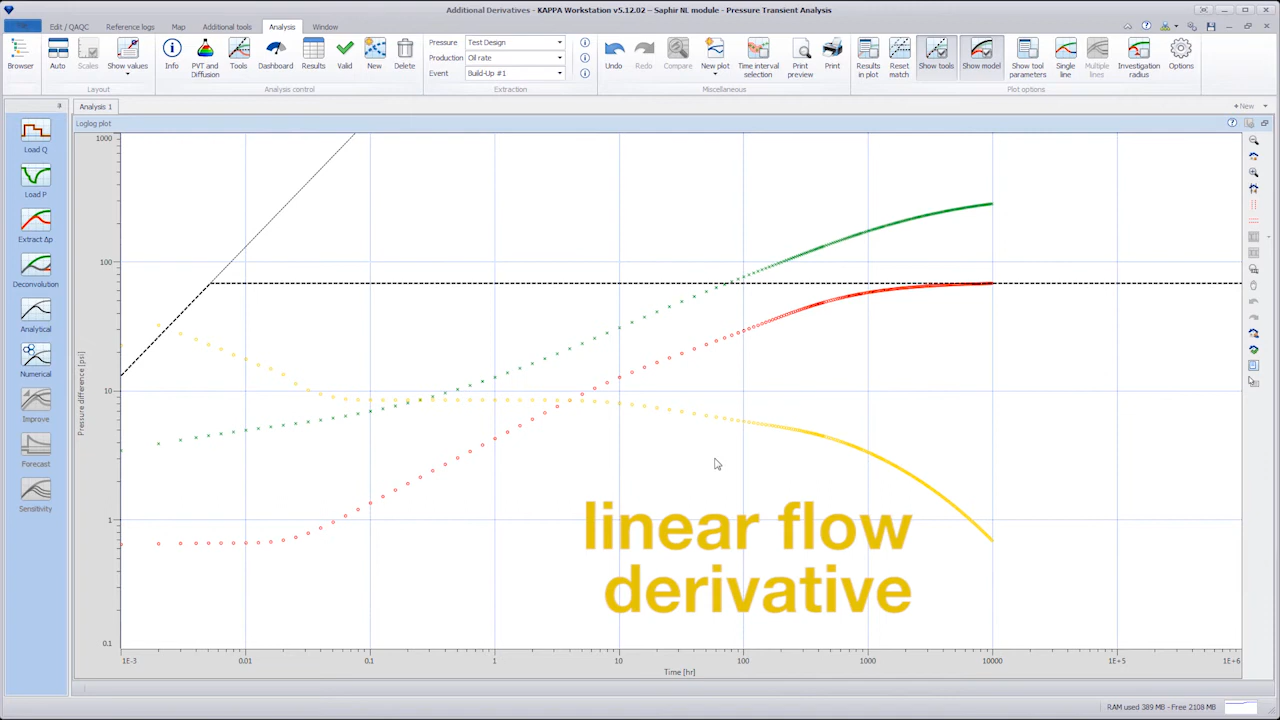 Additional Derivatives - KAPPA Workstation v5.12.02 - Saphir NL module - Pressure Transient Analysis
Edit / QAQC
Reference logs
Map
Additional tools
Analysis
Window
Browser
Auto
Scales
Show values
Layout
Info
PVT and Diffusion
Tools
Dashboard
Results
Valid
New
Delete
Analysis control
Pressure
Test Design
Production
Oil rate
Event
Build-Up #1
Extraction
Undo
Redo
Compare
New plot
Time interval selection
Print preview
Print
Miscellaneous
Results in plot
Reset match
Show tools
Show model
Show tool parameters
Single line
Multiple lines
Investigation radius
Options
Plot options
Analysis 1
+ New
Loglog plot
Load Q
Load P
Extract Δp
Deconvolution
Analytical
Numerical
Improve
Forecast
Sensitivity
Pressure difference [psi]
1000
100
10
1
0.1
linear flow
derivative
1E-3
0.01
0.1
1
10
100
1000
10000
1E+5
1E+6
Time [hr]
RAM used 389 MB - Free 2108 MB